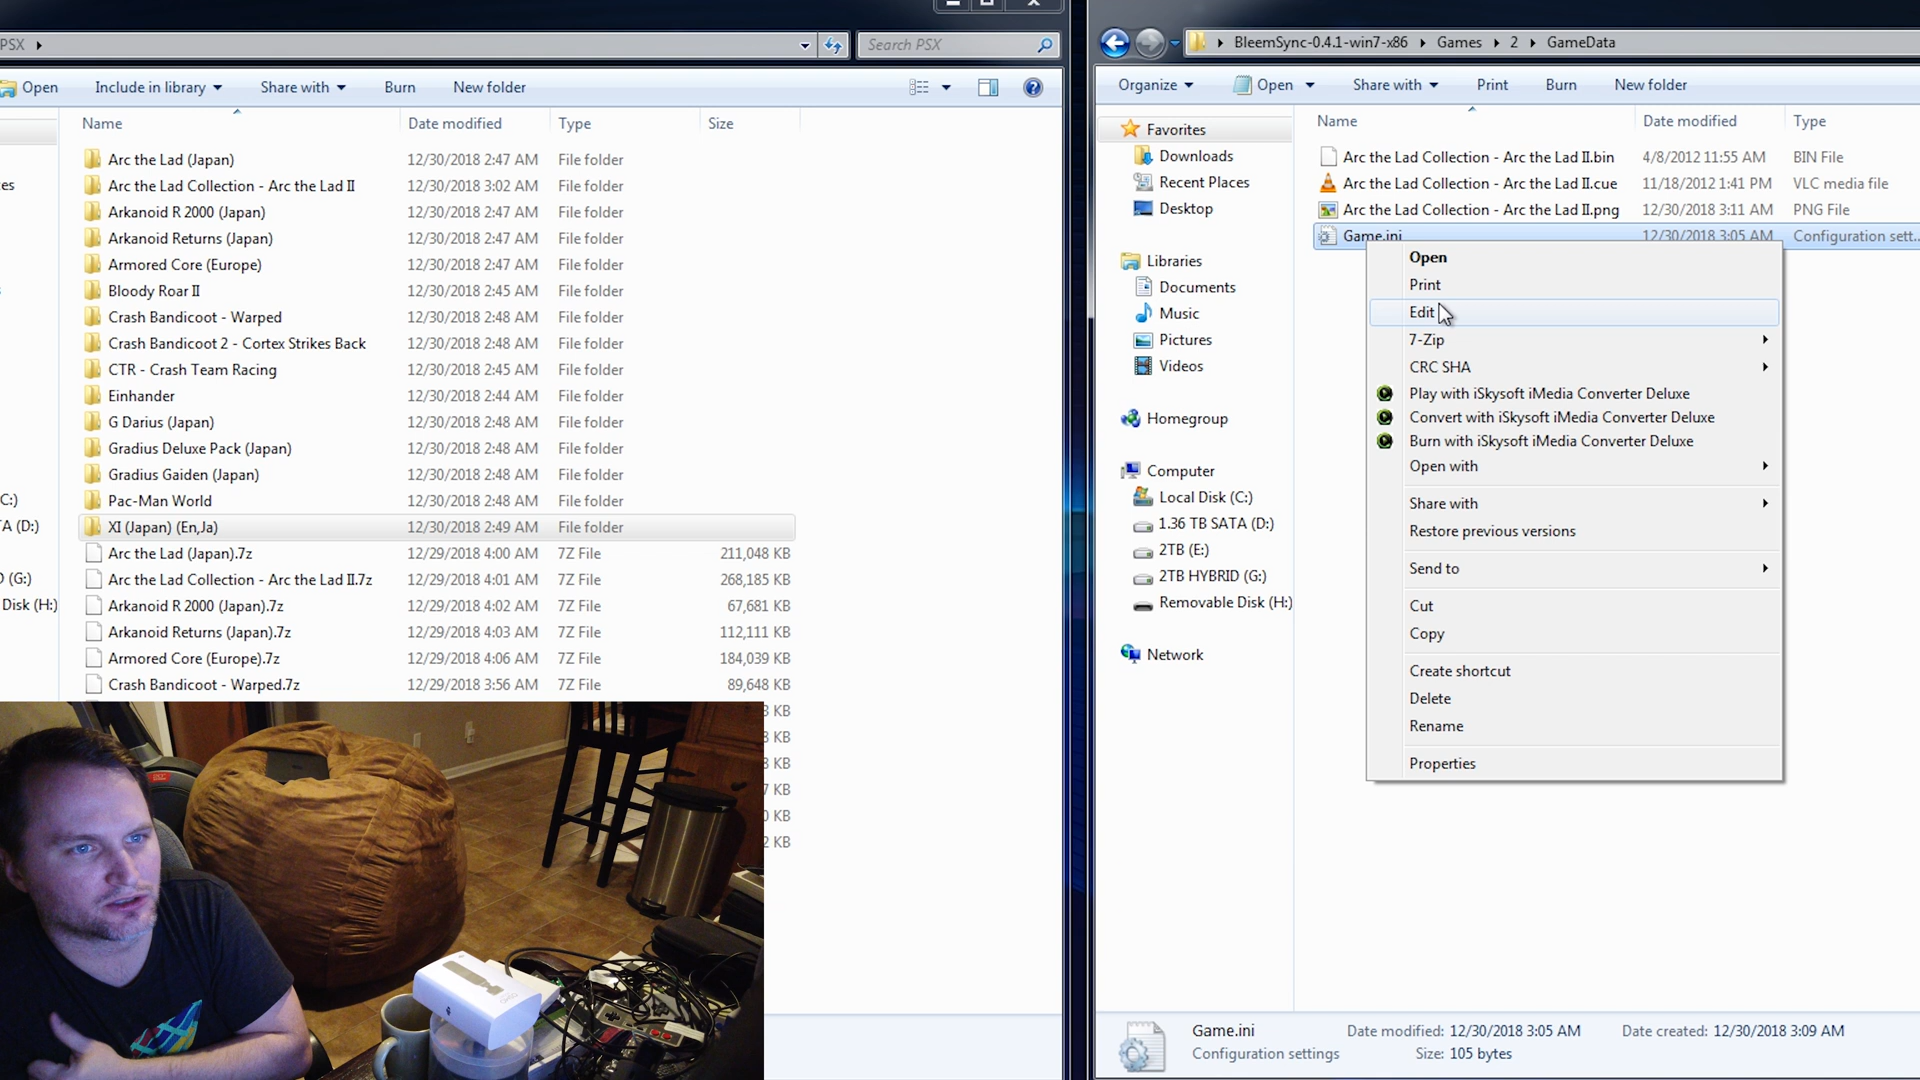 PSX
Search PSX
Open
Include in library
Share with
Burn
New folder
Name
Date modified
Type
Size
Arc the Lad (Japan) 12/30/2018 2:47 AM File folder
Arc the Lad Collection - Arc the Lad II 12/30/2018 3:02 AM File folder
Arkanoid R 2000 (Japan) 12/30/2018 2:47 AM File folder
Arkanoid Returns (Japan) 12/30/2018 2:47 AM File folder
Armored Core (Europe) 12/30/2018 2:47 AM File folder
Bloody Roar II 12/30/2018 2:45 AM File folder
Crash Bandicoot - Warped 12/30/2018 2:48 AM File folder
Crash Bandicoot 2 - Cortex Strikes Back 12/30/2018 2:48 AM File folder
CTR - Crash Team Racing 12/30/2018 2:45 AM File folder
Einhander 12/30/2018 2:44 AM File folder
G Darius (Japan) 12/30/2018 2:48 AM File folder
Gradius Deluxe Pack (Japan) 12/30/2018 2:48 AM File folder
Gradius Gaiden (Japan) 12/30/2018 2:48 AM File folder
Pac-Man World 12/30/2018 2:48 AM File folder
XI (Japan) (En,Ja) 12/30/2018 2:49 AM File folder
Arc the Lad (Japan).7z 12/29/2018 4:00 AM 7Z File 211,048 KB
Arc the Lad Collection - Arc the Lad II.7z 12/29/2018 4:01 AM 7Z File 268,185 KB
Arkanoid R 2000 (Japan).7z 12/29/2018 4:02 AM 7Z File 67,681 KB
Arkanoid Returns (Japan).7z 12/29/2018 4:03 AM 7Z File 112,111 KB
Armored Core (Europe).7z 12/29/2018 4:06 AM 7Z File 184,039 KB
Crash Bandicoot - Warped.7z 12/29/2018 3:56 AM 7Z File 89,648 KB
3 KB
8 KB
8 KB
7 KB
0 KB
2 KB
es
C:)
TA (D:)
D (G:)
Disk (H:)
BleemSync-0.4.1-win7-x86
Games
2
GameData
Organize
Open
Share with
Print
Burn
New folder
Favorites
Downloads
Recent Places
Desktop
Libraries
Documents
Music
Pictures
Videos
Homegroup
Computer
Local Disk (C:)
1.36 TB SATA (D:)
2TB (E:)
2TB HYBRID (G:)
Removable Disk (H:)
Network
Name
Date modified
Type
Arc the Lad Collection - Arc the Lad II.bin 4/8/2012 11:55 AM BIN File
Arc the Lad Collection - Arc the Lad II.cue 11/18/2012 1:41 PM VLC media file
Arc the Lad Collection - Arc the Lad II.png 12/30/2018 3:11 AM PNG File
Game.ini 12/30/2018 3:05 AM Configuration sett...
Open
Print
Edit
7-Zip
CRC SHA
Play with iSkysoft iMedia Converter Deluxe
Convert with iSkysoft iMedia Converter Deluxe
Burn with iSkysoft iMedia Converter Deluxe
Open with
Share with
Restore previous versions
Send to
Cut
Copy
Create shortcut
Delete
Rename
Properties
Game.ini Date modified: 12/30/2018 3:05 AM Date created: 12/30/2018 3:09 AM
Configuration settings Size: 105 bytes